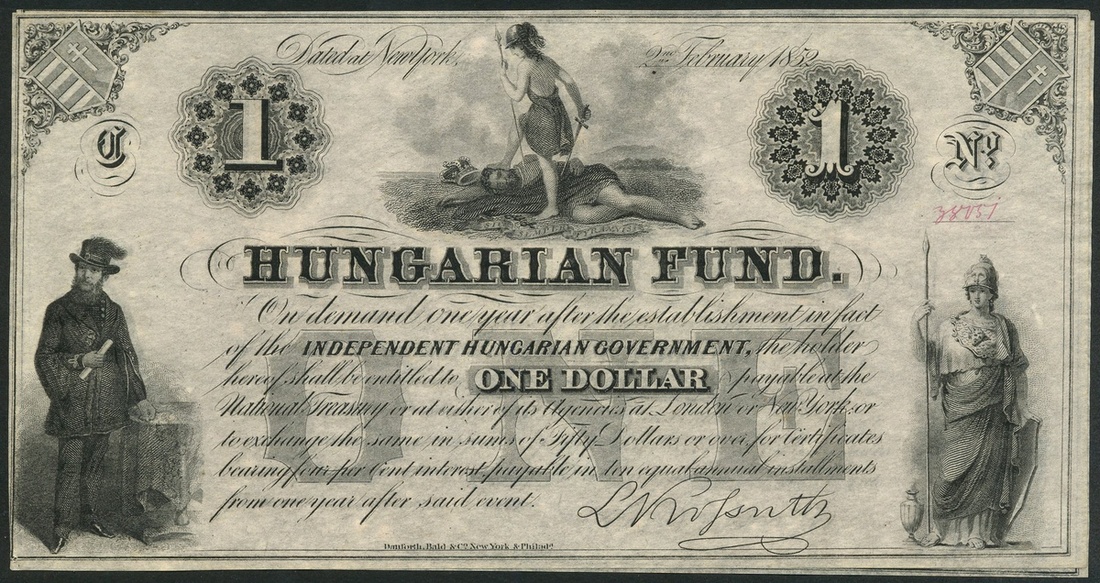 Dated at New York, 2nd February 1852
1 1
C No
38051
SIC SEMPER TYRANNIS
HUNGARIAN FUND.
On demand one year after the establishment in fact
of the INDEPENDENT HUNGARIAN GOVERNMENT, the holder
hereof shall be entitled to ONE DOLLAR payable at the
National Treasury or at either of its Agencies at London or New York, or
to exchange the same in sums of Fifty Dollars or over, for Certificates
bearing four per Cent interest, payable in ten equal annual installments
from one year after said event.
ONE
L Kossuth
Danforth, Bald & Co. New York & Philada.